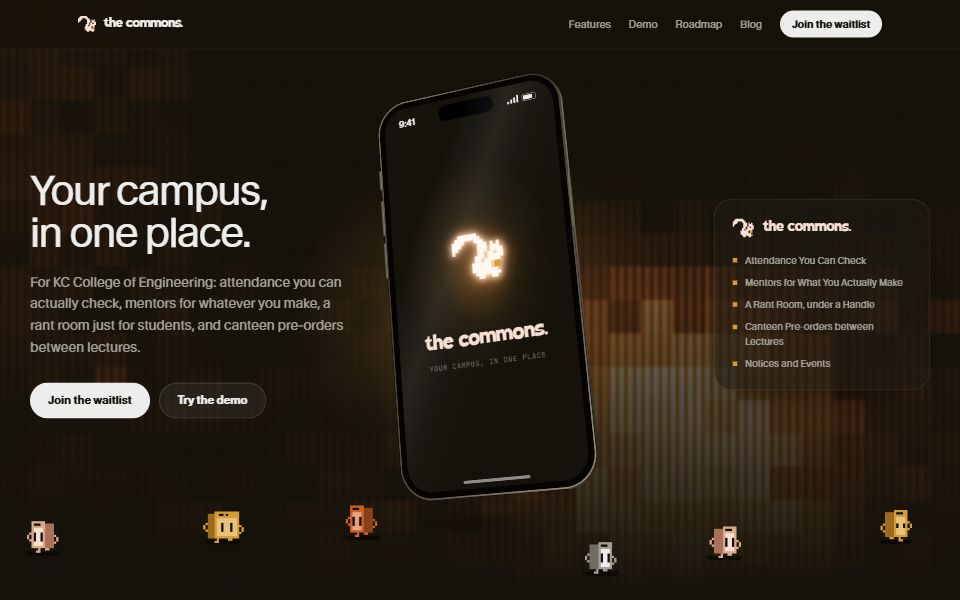 the commons.
Features
Demo
Roadmap
Blog
Join the waitlist
Your campus,
in one place.
For KC College of Engineering: attendance you can
actually check, mentors for whatever you make, a
rant room just for students, and canteen pre-orders
between lectures.
Join the waitlist
Try the demo
9:41
the commons.
YOUR CAMPUS, IN ONE PLACE
the commons.
Attendance You Can Check
Mentors for What You Actually Make
A Rant Room, under a Handle
Canteen Pre-orders between
Lectures
Notices and Events